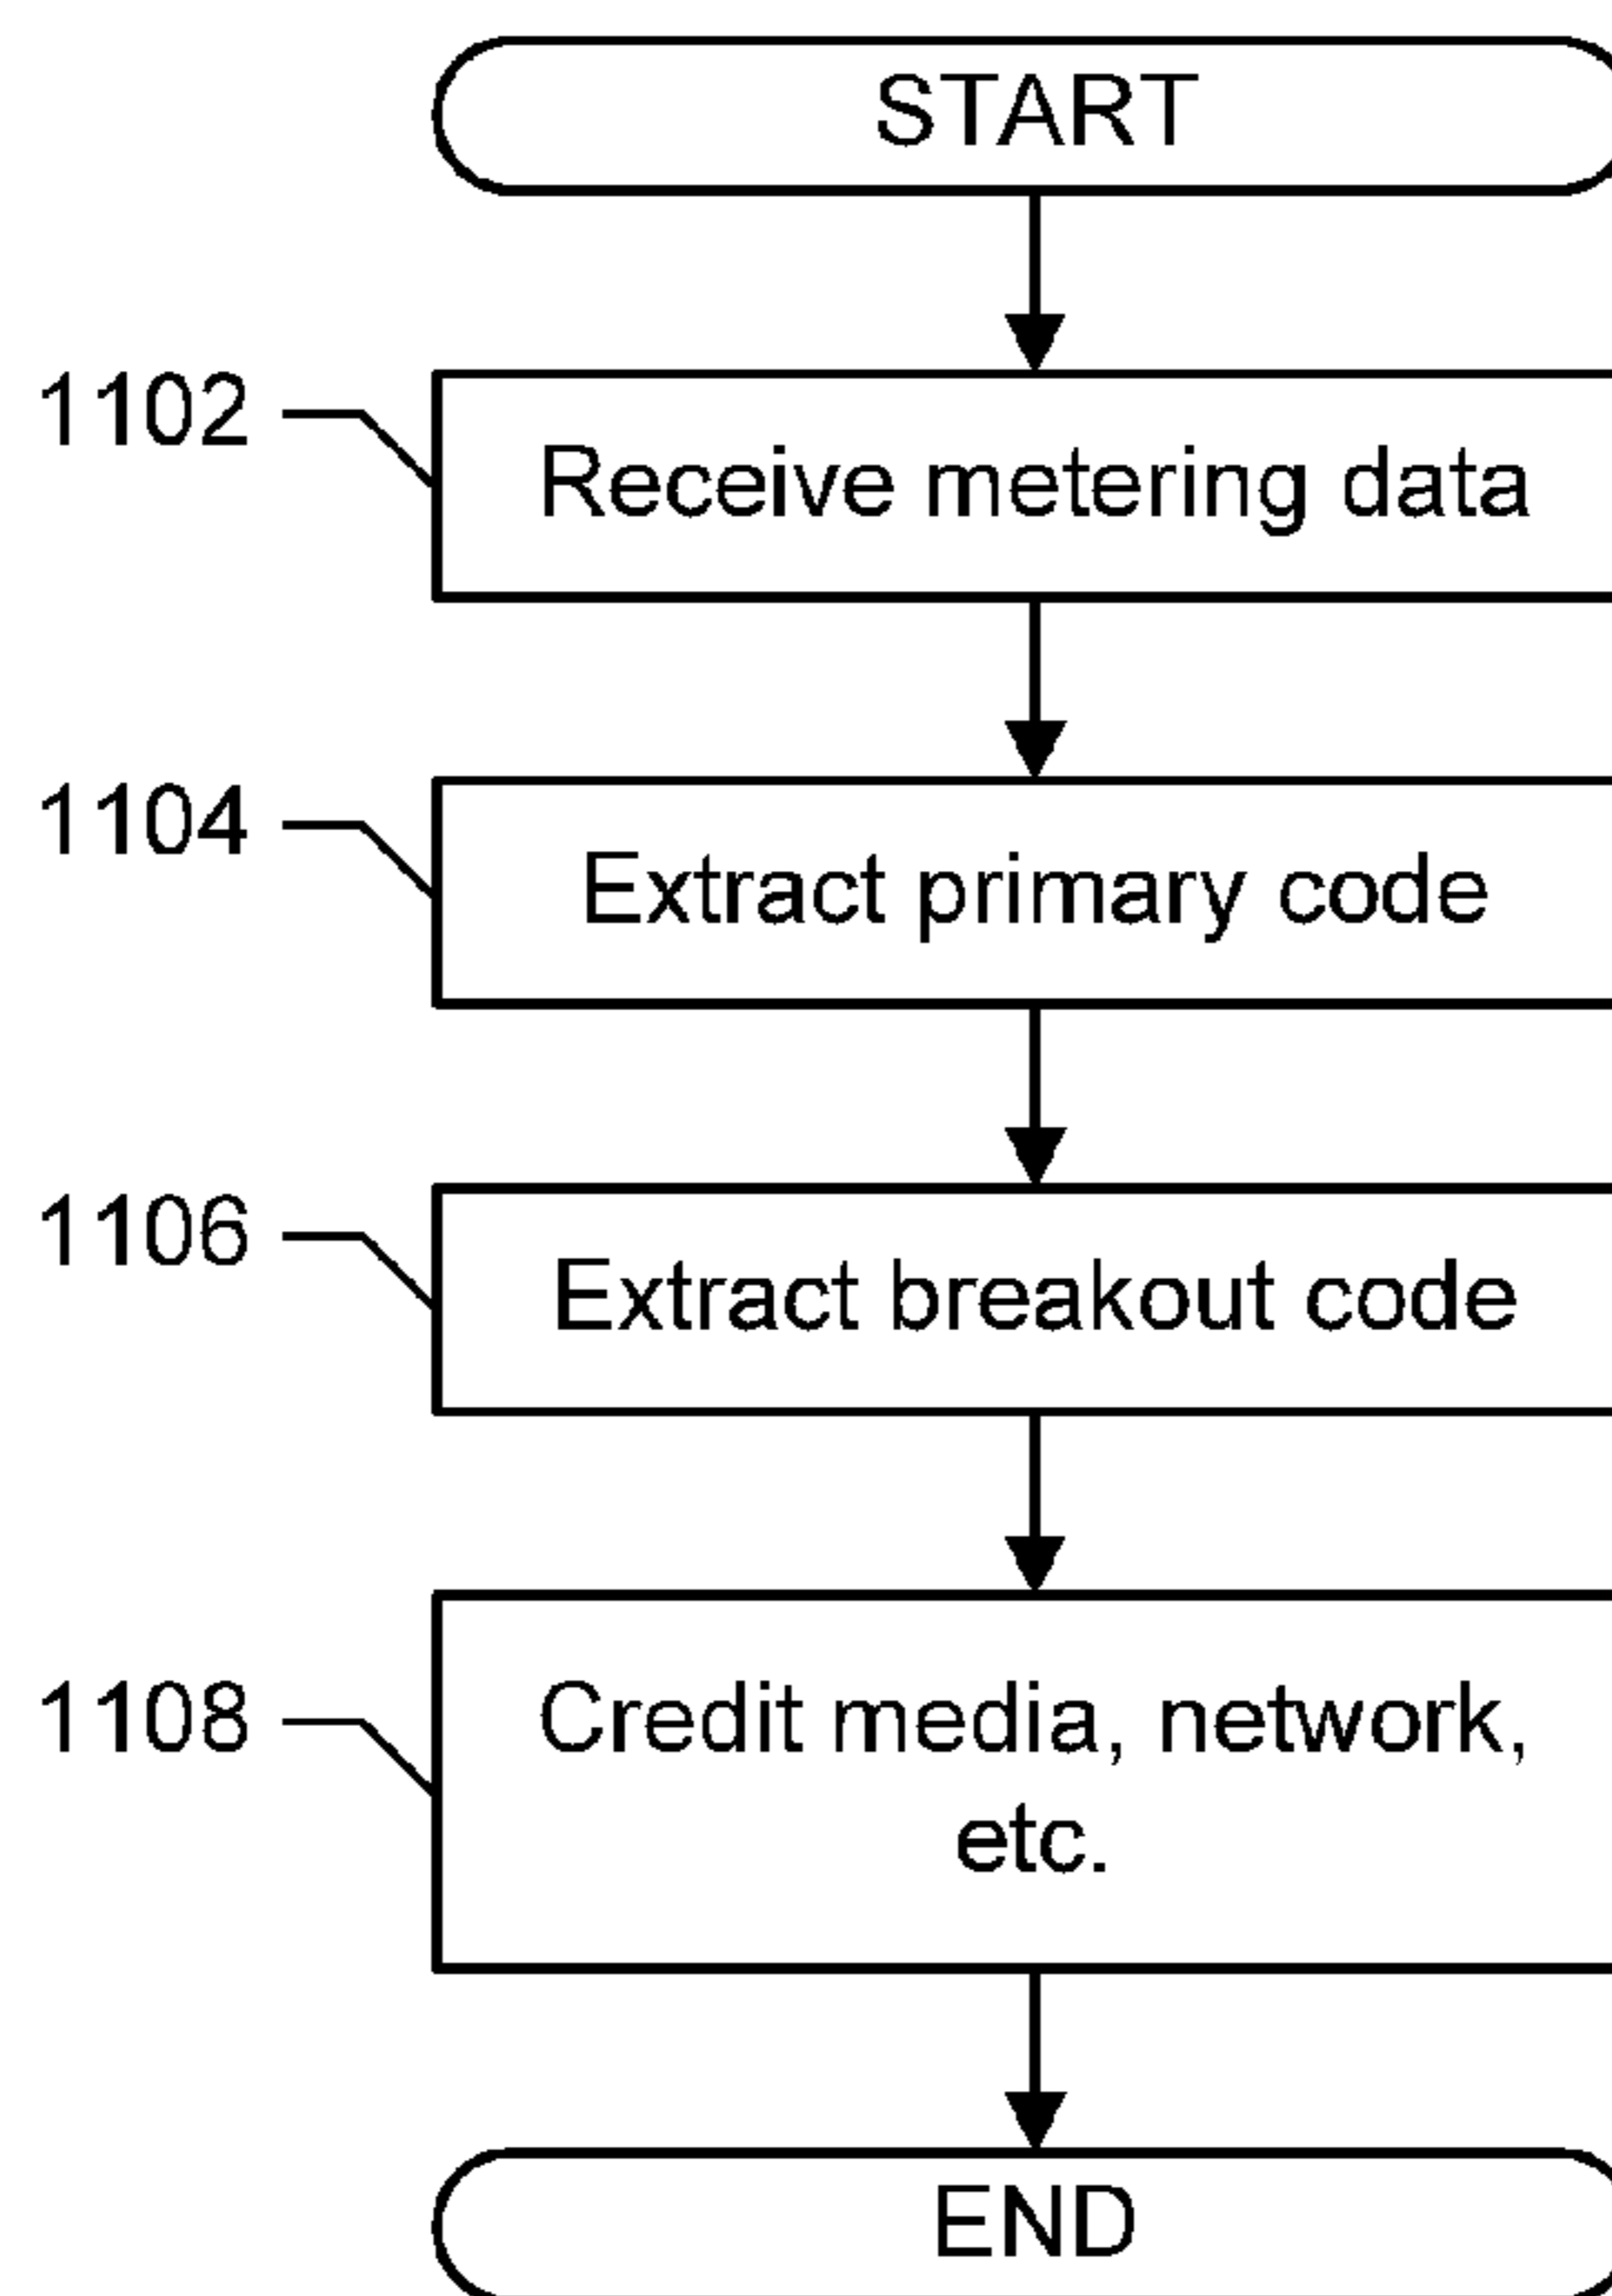 START
1102
Receive metering data
1104
Extract primary code
1106
Extract breakout code
1108
Credit media, network,
etc.
END